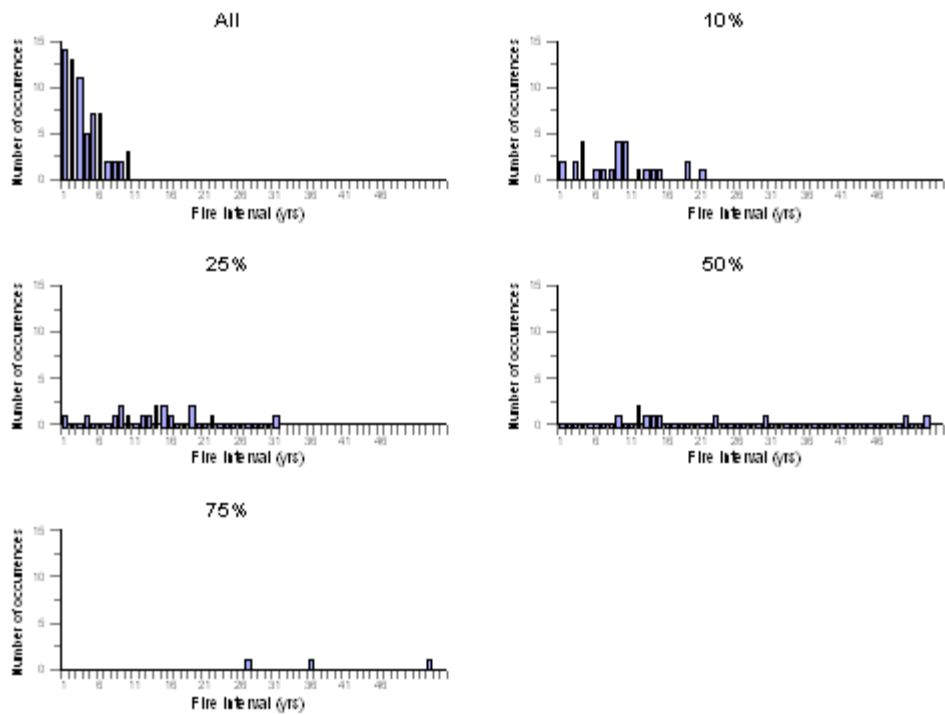 All
Number of occurrences
15
10
5
0
1 6 11 16 21 26 31 36 41 46
Fire Interval (yrs)
10%
Number of occurrences
15
10
5
0
1 6 11 16 21 26 31 36 41 46
Fire Interval (yrs)
25%
Number of occurrences
15
10
5
0
1 6 11 16 21 26 31 36 41 46
Fire Interval (yrs)
50%
Number of occurrences
15
10
5
0
1 6 11 16 21 26 31 36 41 46
Fire Interval (yrs)
75%
Number of occurrences
15
10
5
0
1 6 11 16 21 26 31 36 41 46
Fire Interval (yrs)